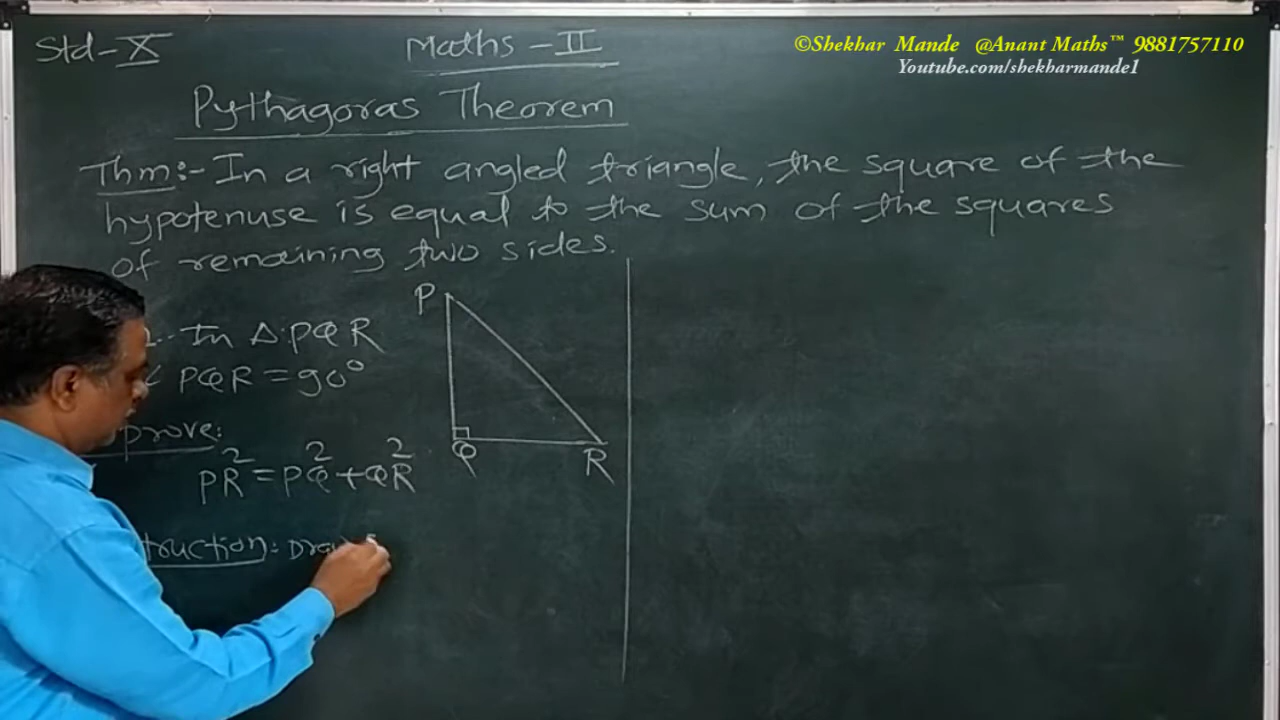 Std-X
Maths-II
©Shekhar Mande @Anant Maths™ 9881757110
Youtube.com/shekharmande1
Pythagoras Theorem
Thm:- In a right angled triangle, the square of the
hypotenuse is equal to the sum of the squares
of remaining two sides.
In Δ PQR
PQR = 90°
prove:
PR² = PQ² + QR²
truction:
P
Q
R